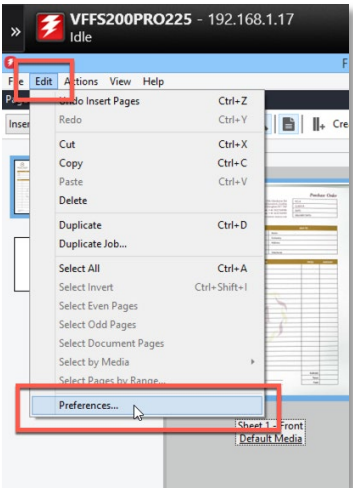 » VFFS200PRO225 - 192.168.1.17
Idle
F
File Edit Actions View Help
Undo Insert Pages Ctrl+Z
Redo Ctrl+Y
Cre
Cut Ctrl+X
Copy Ctrl+C
Paste Ctrl+V
Delete
Purchase Order
Duplicate Ctrl+D
Duplicate Job...
Select All Ctrl+A
Select Invert Ctrl+Shift+I
Select Even Pages
Select Odd Pages
Select Document Pages
Select by Media
Select Pages by Range...
Preferences...
Sheet 1 - Front
Default Media